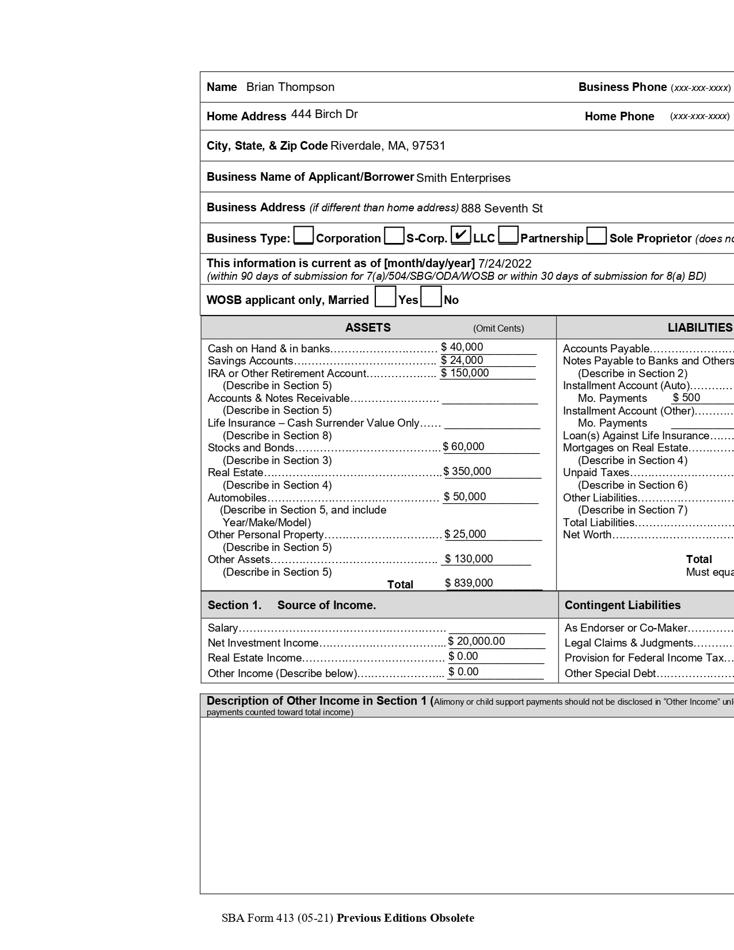 Name Brian Thompson Business Phone (xxx-xxx-xxxx)
Home Address 444 Birch Dr Home Phone (xxx-xxx-xxxx)
City, State, & Zip Code Riverdale, MA, 97531
Business Name of Applicant/Borrower Smith Enterprises
Business Address (if different than home address) 888 Seventh St
Business Type: Corporation S-Corp. ✔ LLC Partnership Sole Proprietor (does no
This information is current as of [month/day/year] 7/24/2022
(within 90 days of submission for 7(a)/504/SBG/ODA/WOSB or within 30 days of submission for 8(a) BD)
WOSB applicant only, Married Yes No
ASSETS (Omit Cents) LIABILITIES
Cash on Hand & in banks………………………… $ 40,000 Accounts Payable…………………
Savings Accounts………………………………… $ 24,000 Notes Payable to Banks and Others
IRA or Other Retirement Account……………… $ 150,000 (Describe in Section 2)
(Describe in Section 5) Installment Account (Auto)…………
Accounts & Notes Receivable…………………… Mo. Payments $ 500
(Describe in Section 5) Installment Account (Other)…………
Life Insurance – Cash Surrender Value Only…… Mo. Payments
(Describe in Section 8) Loan(s) Against Life Insurance……
Stocks and Bonds………………………………… $ 60,000 Mortgages on Real Estate…………
(Describe in Section 3) (Describe in Section 4)
Real Estate………………………………………… $ 350,000 Unpaid Taxes………………………
(Describe in Section 4) (Describe in Section 6)
Automobiles……………………………………… $ 50,000 Other Liabilities……………………
(Describe in Section 5, and include (Describe in Section 7)
Year/Make/Model) Total Liabilities……………………
Other Personal Property………………………… $ 25,000 Net Worth……………………………
(Describe in Section 5)
Other Assets……………………………………… $ 130,000 Total
(Describe in Section 5) Must equa
Total $ 839,000
Section 1. Source of Income. Contingent Liabilities
Salary……………………………………………… As Endorser or Co-Maker…………
Net Investment Income…………………………… $ 20,000.00 Legal Claims & Judgments…………
Real Estate Income……………………………… $ 0.00 Provision for Federal Income Tax…
Other Income (Describe below)………………… $ 0.00 Other Special Debt…………………
Description of Other Income in Section 1 (Alimony or child support payments should not be disclosed in "Other Income" unl
payments counted toward total income)
SBA Form 413 (05-21) Previous Editions Obsolete